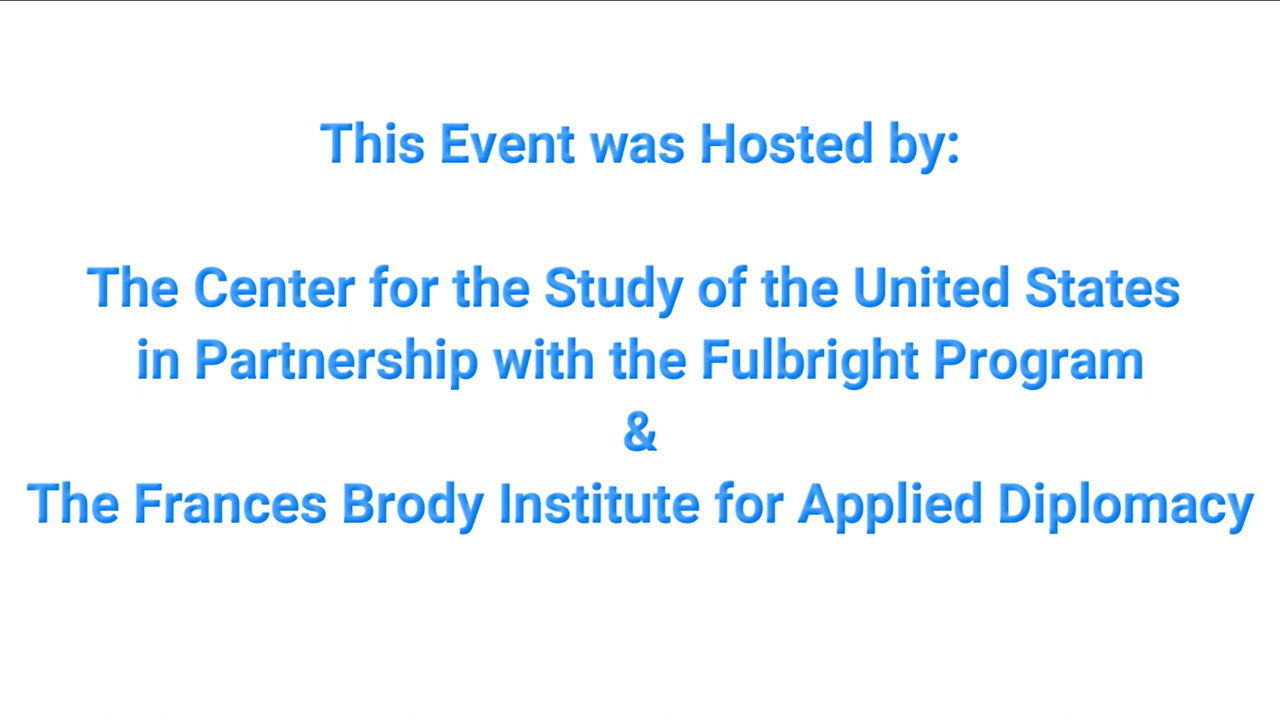 This Event was Hosted by:
The Center for the Study of the United States
in Partnership with the Fulbright Program
&
The Frances Brody Institute for Applied Diplomacy